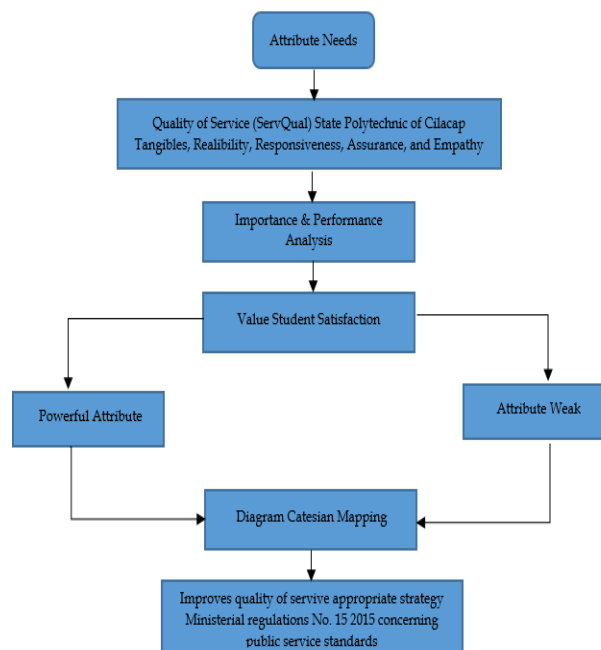 Attribute Needs
Quality of Service (ServQual) State Polytechnic of Cilacap
Tangibles, Realibility, Responsiveness, Assurance, and Empathy
Importance & Performance
Analysis
Value Student Satisfaction
Powerful Attribute
Attribute Weak
Diagram Catesian Mapping
Improves quality of servive appropriate strategy
Ministerial regulations No. 15 2015 concerning
public service standards